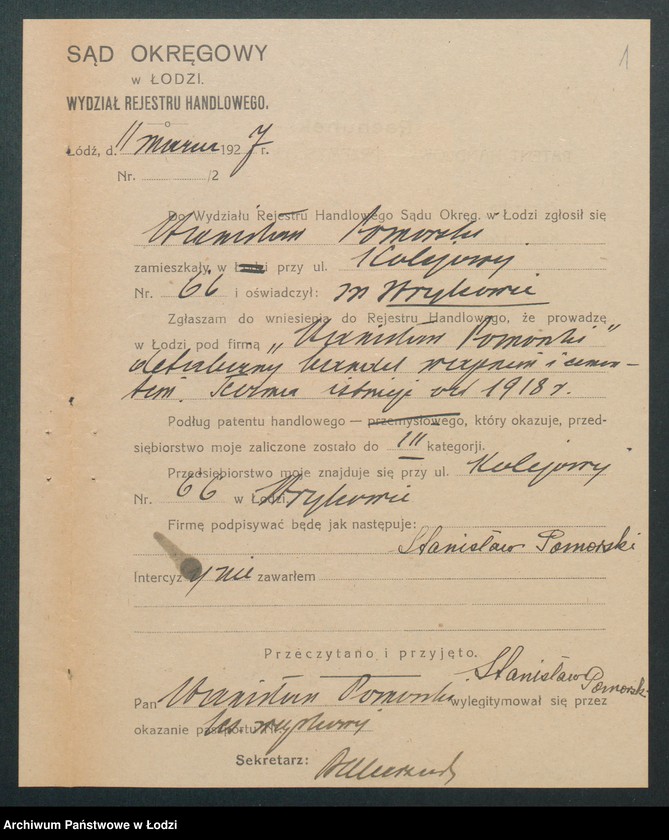 1
SĄD OKRĘGOWY
w ŁODZI.
WYDZIAŁ REJESTRU HANDLOWEGO.
Łódź, d. 11 marca 1927 r.
Nr. /2
Do Wydziału Rejestru Handlowego Sądu Okręg. w Łodzi zgłosił się
Stanisław Pomorski
zamieszkały w Łodzi przy ul. Kolejowej
Nr. 66 i oświadczył: w Strykowie
Zgłaszam do wniesienia do Rejestru Handlowego, że prowadzę
w Łodzi, pod firmą „Stanisław Pomorski”
detaliczny handel wapnem i cemen-
tem. Firma istnieje od 1918 r.
Podług patentu handlowego — przemysłowego, który okazuje, przed-
siębiorstwo moje zaliczone zostało do III kategorji.
Przedsiębiorstwo moje znajduje się przy ul. Kolejowej
Nr. 66 w Łodzi, Strykowie
Firmę podpisywać będę jak następuje:
Stanisław Pomorski
Intercyzy nie zawarłem
Przeczytano i przyjęto.
Stanisław Pomorski
Pan Stanisław Pomorski wylegitymował się przez
okazanie paszportu
Sekretarz:
Archiwum Państwowe w Łodzi